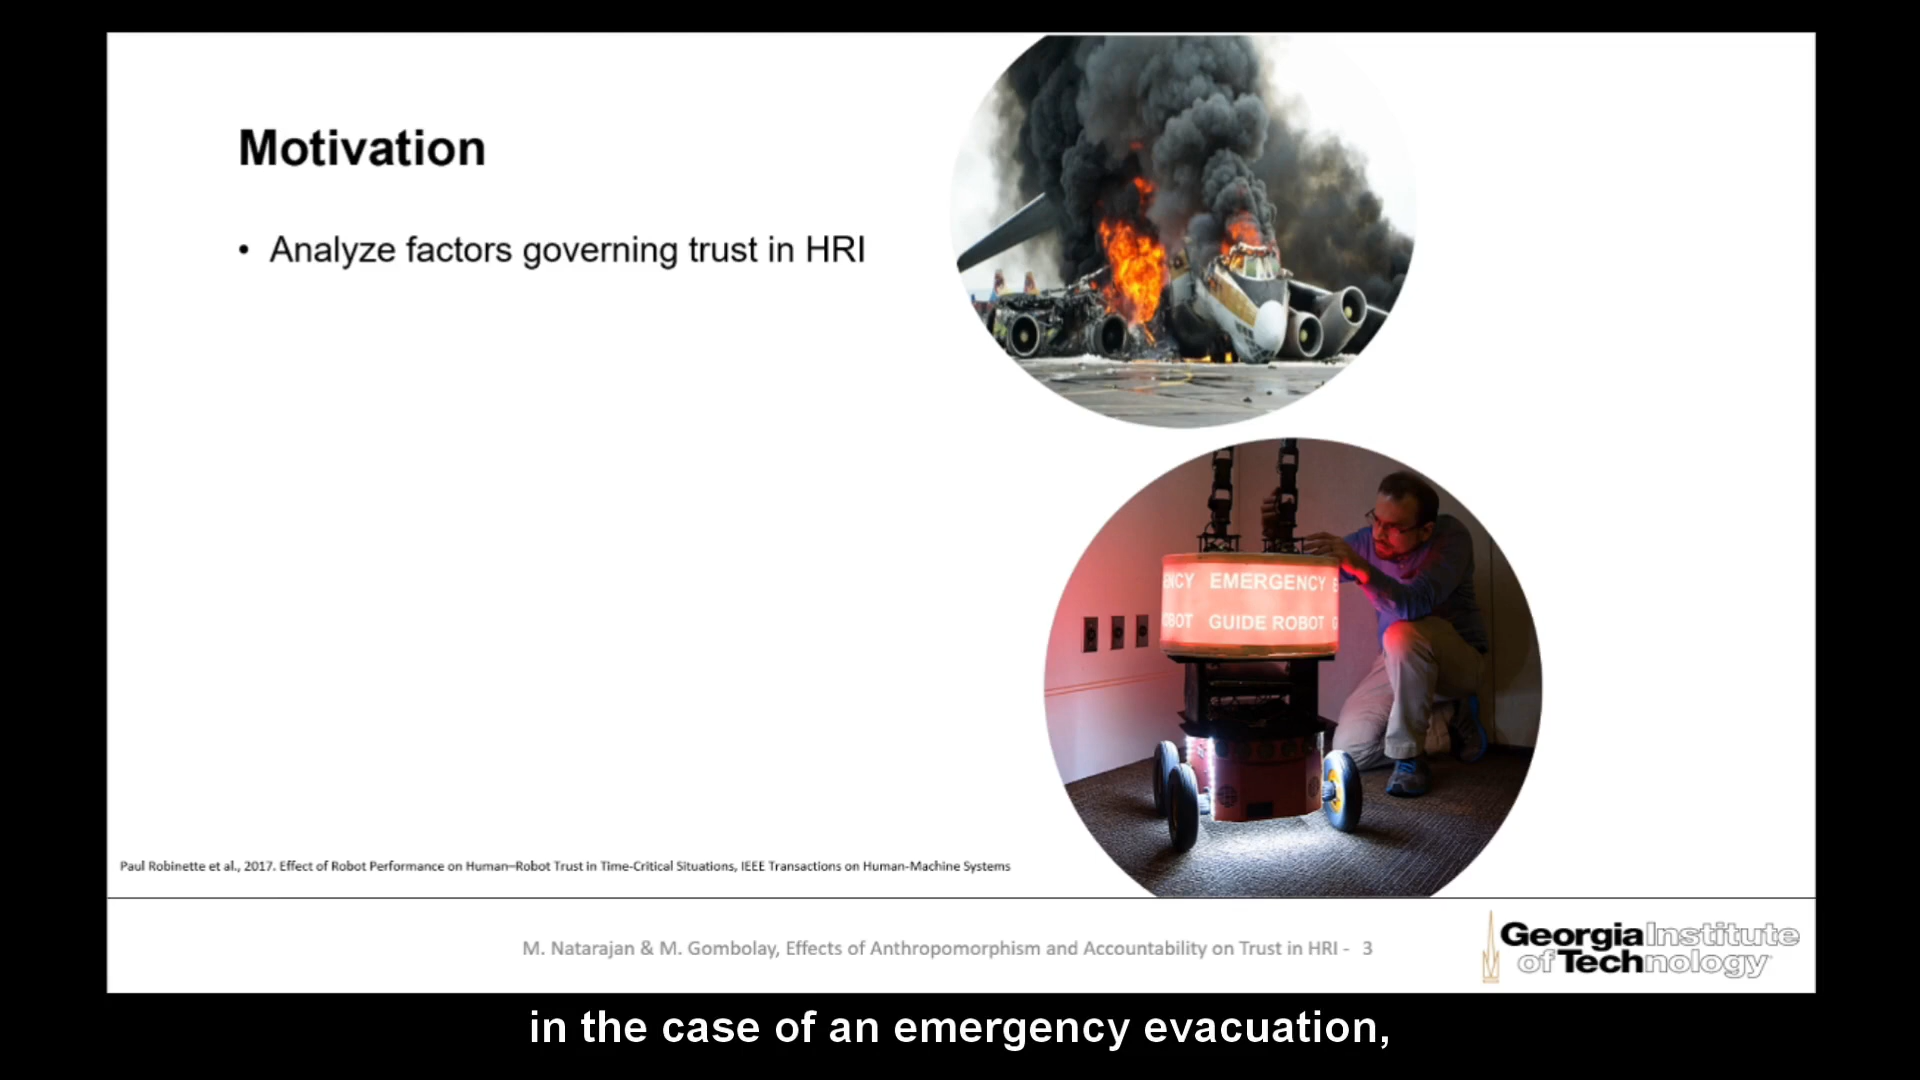 Motivation
• Analyze factors governing trust in HRI
ENCY EMERGENCY E
OBOT GUIDE ROBOT G
Paul Robinette et al., 2017. Effect of Robot Performance on Human–Robot Trust in Time-Critical Situations, IEEE Transactions on Human-Machine Systems
M. Natarajan & M. Gombolay, Effects of Anthropomorphism and Accountability on Trust in HRI - 3
Georgia Institute
of Technology
in the case of an emergency evacuation,